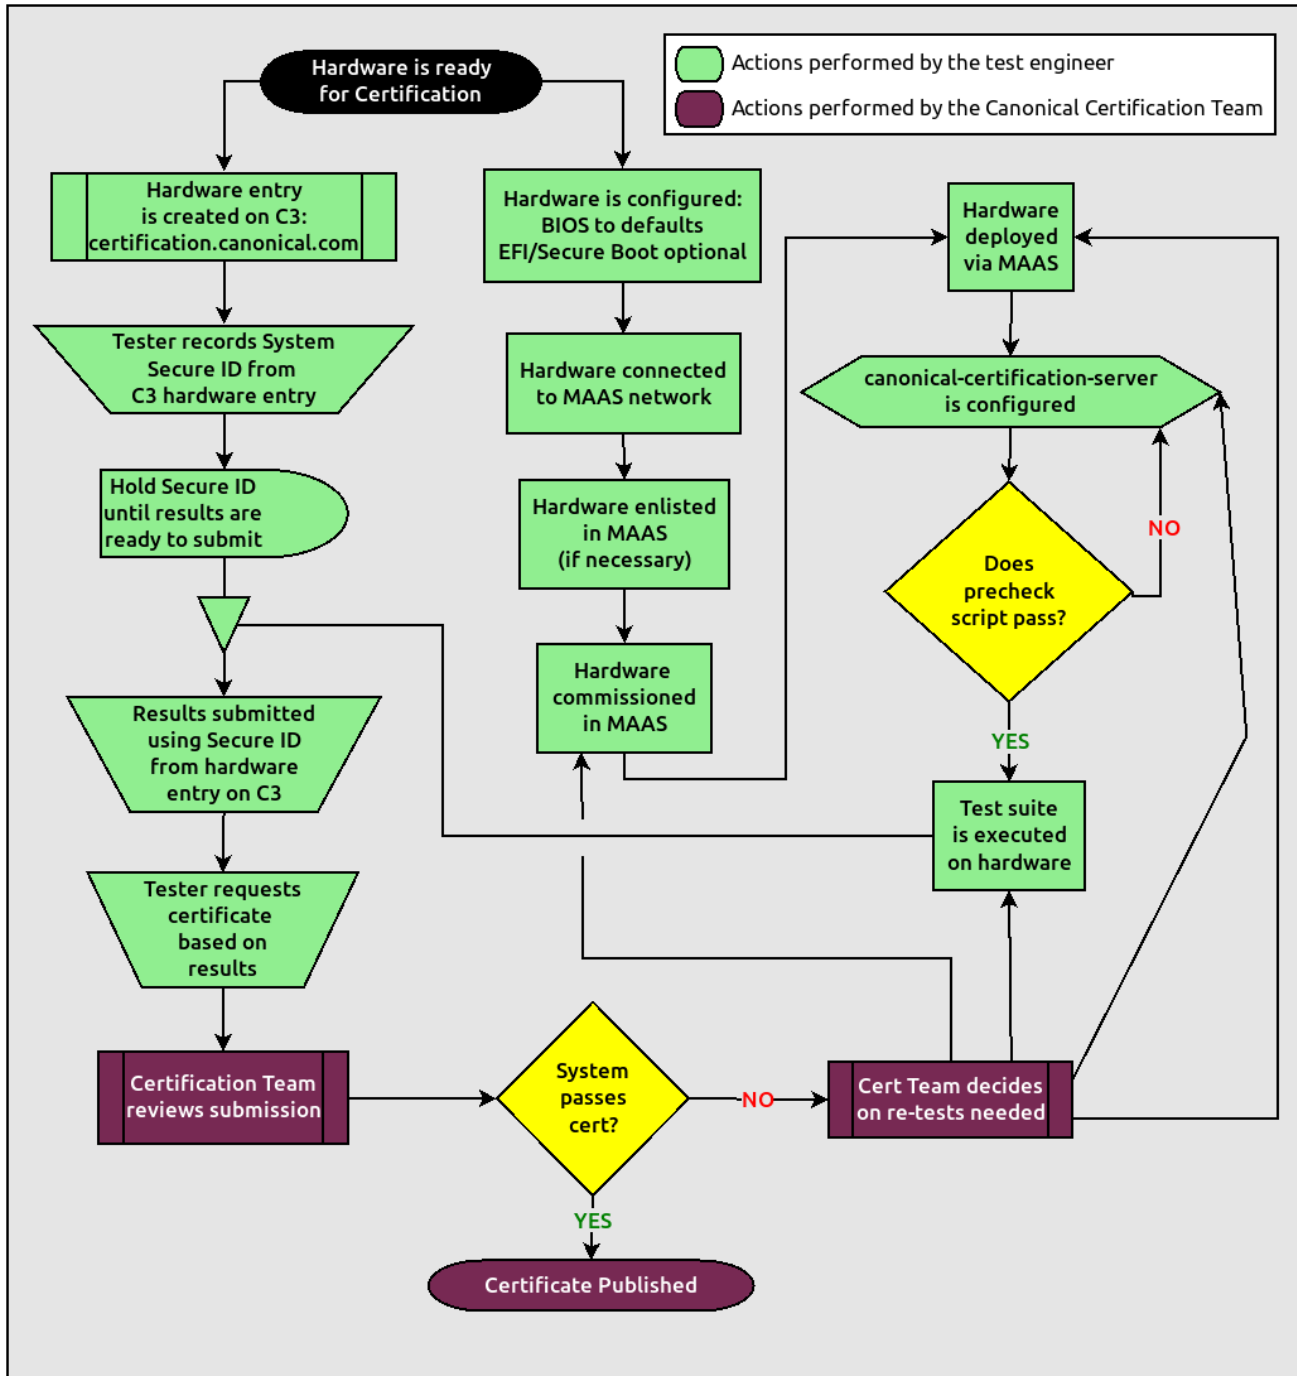 Hardware is ready
for Certification
Actions performed by the test engineer
Actions performed by the Canonical Certification Team
Hardware entry
is created on C3:
certification.canonical.com
Tester records System
Secure ID from
C3 hardware entry
Hold Secure ID
until results are
ready to submit
Results submitted
using Secure ID
from hardware
entry on C3
Tester requests
certificate
based on
results
Certification Team
reviews submission
Hardware is configured:
BIOS to defaults
EFI/Secure Boot optional
Hardware connected
to MAAS network
Hardware enlisted
in MAAS
(if necessary)
Hardware
commissioned
in MAAS
Hardware
deployed
via MAAS
canonical-certification-server
is configured
Does
precheck
script pass?
NO
YES
Test suite
is executed
on hardware
System
passes
cert?
NO
Cert Team decides
on re-tests needed
YES
Certificate Published